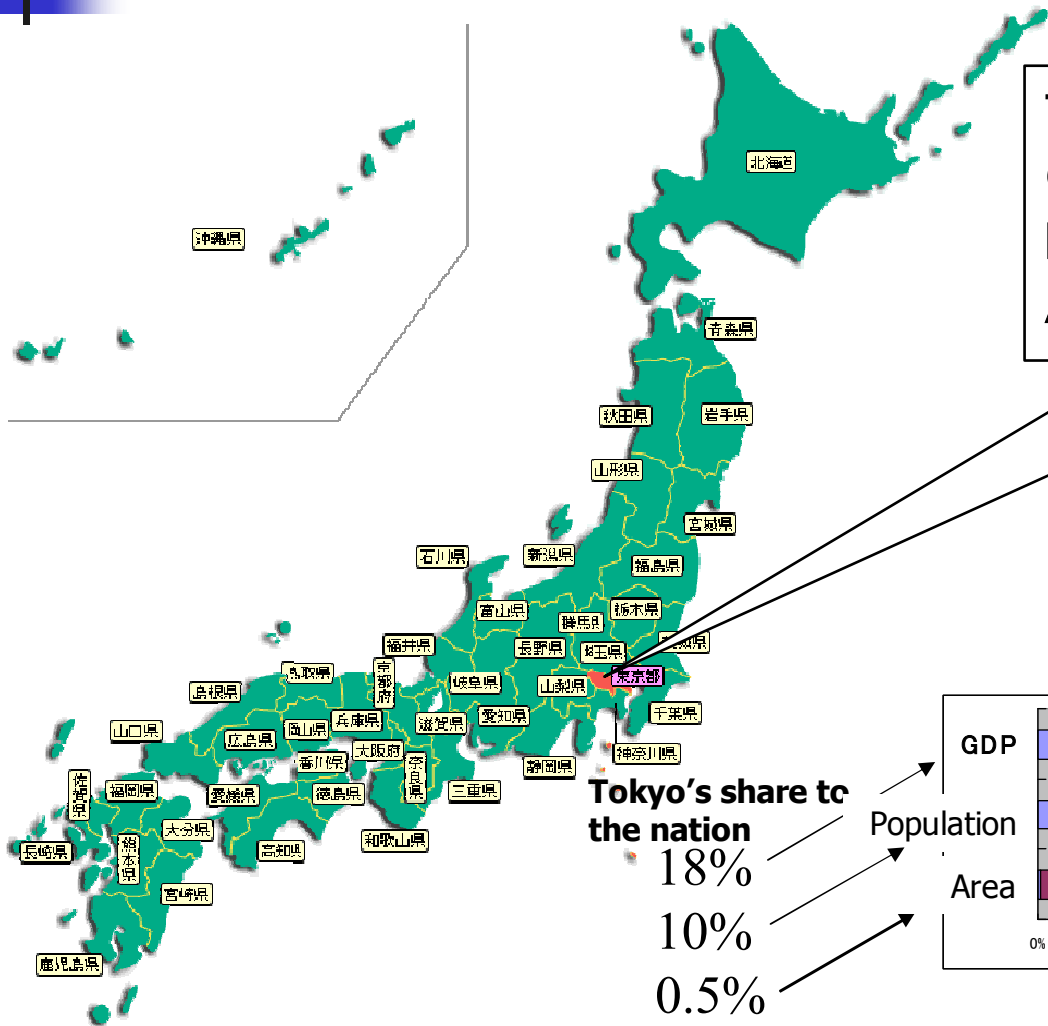 北海道
沖縄県
青森県
秋田県
岩手県
山形県
宮城県
石川県
新潟県
福島県
富山県
群馬県
栃木県
福井県
長野県
埼玉県
鳥取県
京都府
岐阜県
山梨県
東京都
島根県
山口県
兵庫県
滋賀県
愛知県
千葉県
広島県
岡山県
大阪府
静岡県
神奈川県
香川県
奈良県
佐賀県
福岡県
愛媛県
徳島県
三重県
大分県
長崎県
熊本県
高知県
和歌山県
宮崎県
鹿児島県
Tokyo's share to
the nation
18%
10%
0.5%
GDP
Population
Area
0%